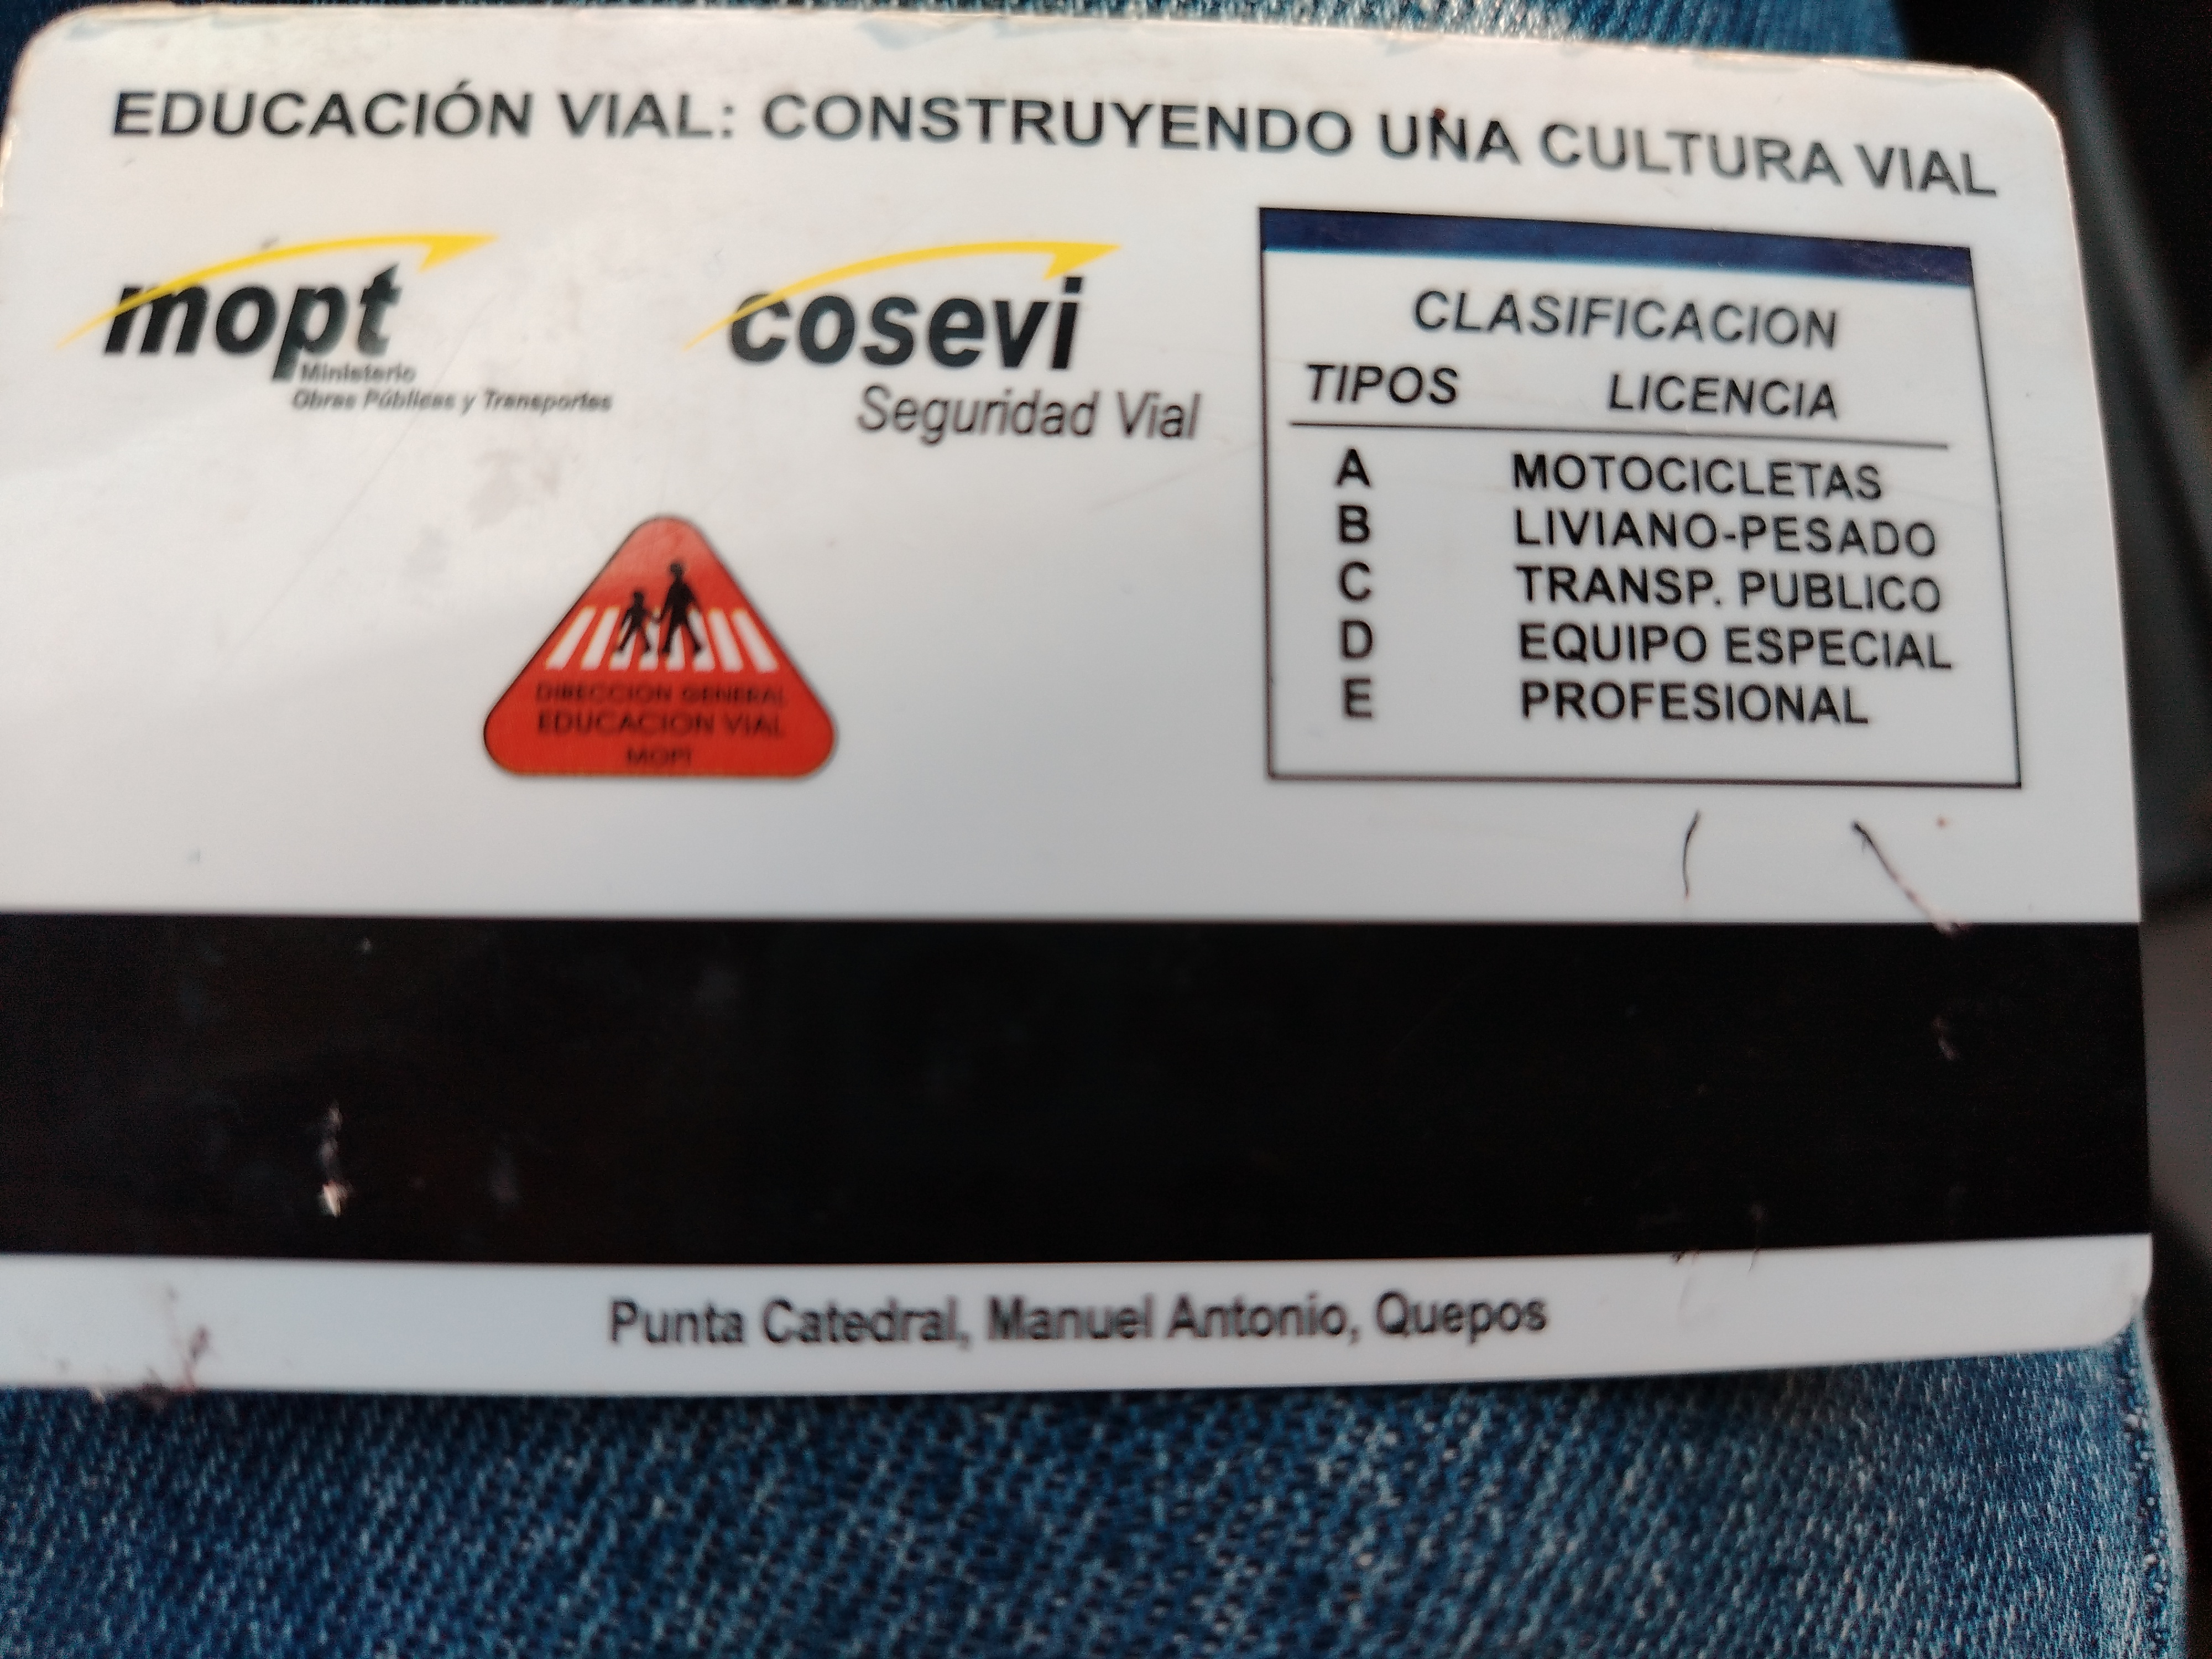 EDUCACIÓN VIAL: CONSTRUYENDO UNA CULTURA VIAL
mopt
Ministerio
Obras Públicas y Transportes
cosevi
Seguridad Vial
DIRECCION GENERAL
EDUCACION VIAL
MOPT
CLASIFICACION
TIPOS LICENCIA
A MOTOCICLETAS
B LIVIANO-PESADO
C TRANSP. PUBLICO
D EQUIPO ESPECIAL
E PROFESIONAL
Punta Catedral, Manuel Antonio, Quepos